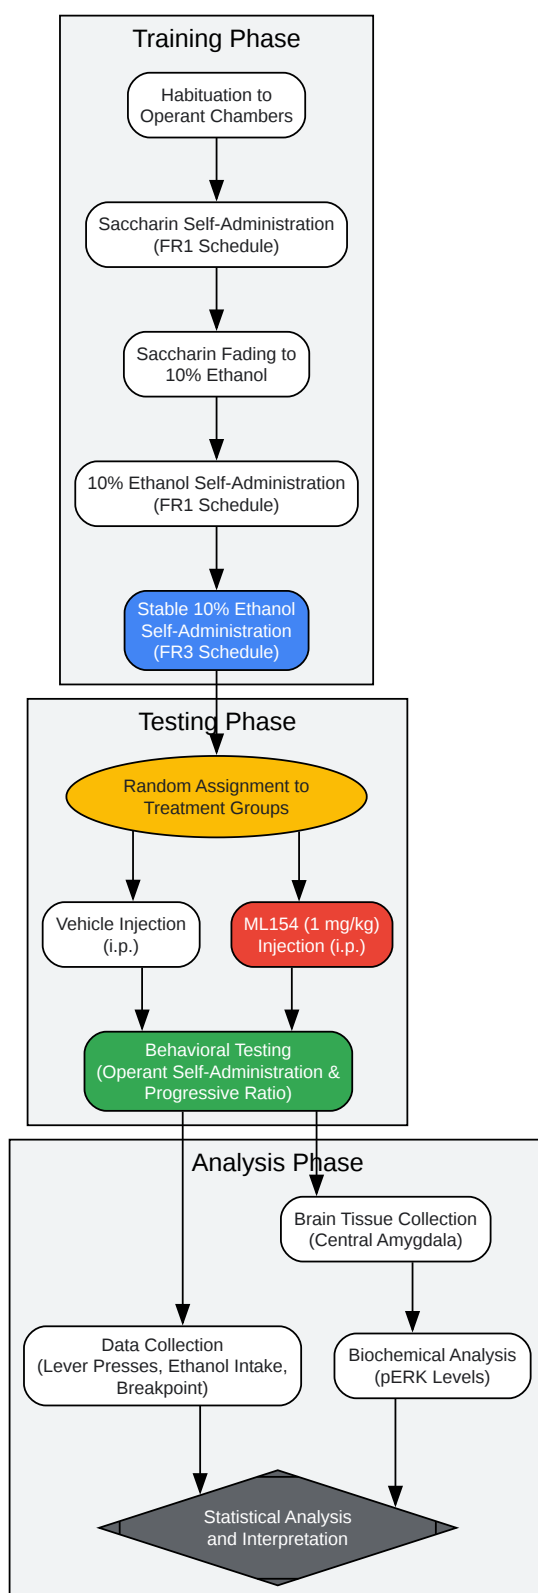 Training Phase
Habituation to
Operant Chambers
Saccharin Self-Administration
(FR1 Schedule)
Saccharin Fading to
10% Ethanol
10% Ethanol Self-Administration
(FR1 Schedule)
Stable 10% Ethanol
Self-Administration
(FR3 Schedule)
Testing Phase
Random Assignment to
Treatment Groups
Vehicle Injection
(i.p.)
ML154 (1 mg/kg)
Injection (i.p.)
Behavioral Testing
(Operant Self-Administration &
Progressive Ratio)
Analysis Phase
Brain Tissue Collection
(Central Amygdala)
Data Collection
(Lever Presses, Ethanol Intake,
Breakpoint)
Biochemical Analysis
(pERK Levels)
Statistical Analysis
and Interpretation